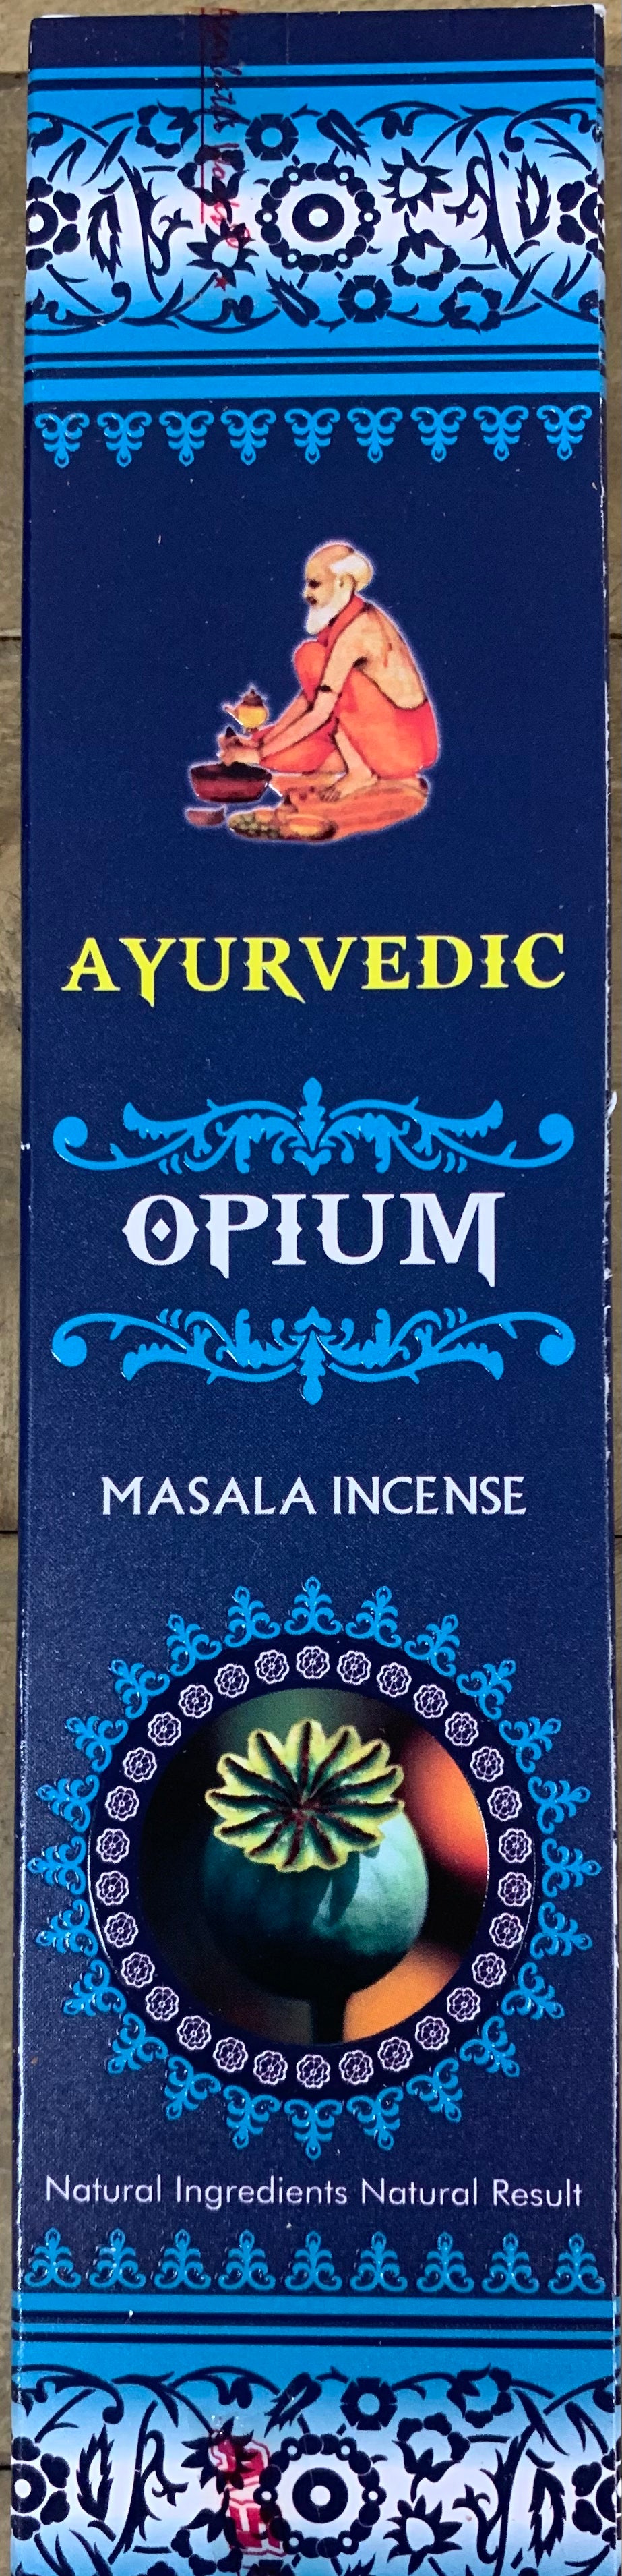 AYURVEDIC
OPIUM
MASALA INCENSE
Natural Ingredients Natural Result